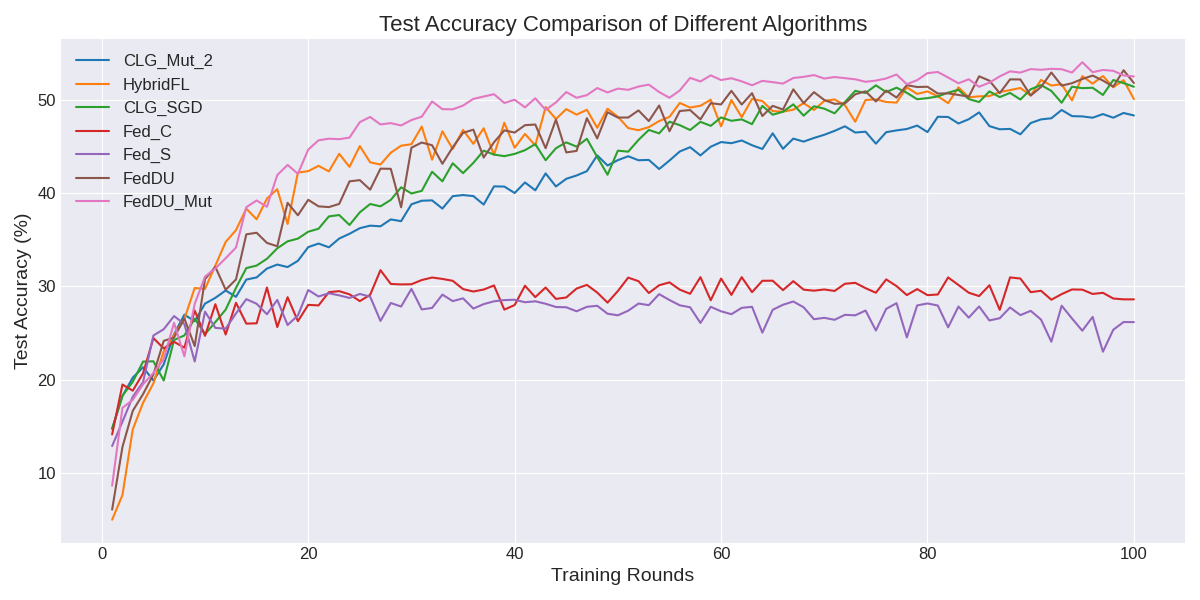 Test Accuracy Comparison of Different Algorithms
CLG_Mut_2
HybridFL
CLG_SGD
Fed_C
Fed_S
FedDU
FedDU_Mut
Test Accuracy (%)
50
40
30
20
10
0 20 40 60 80 100
Training Rounds